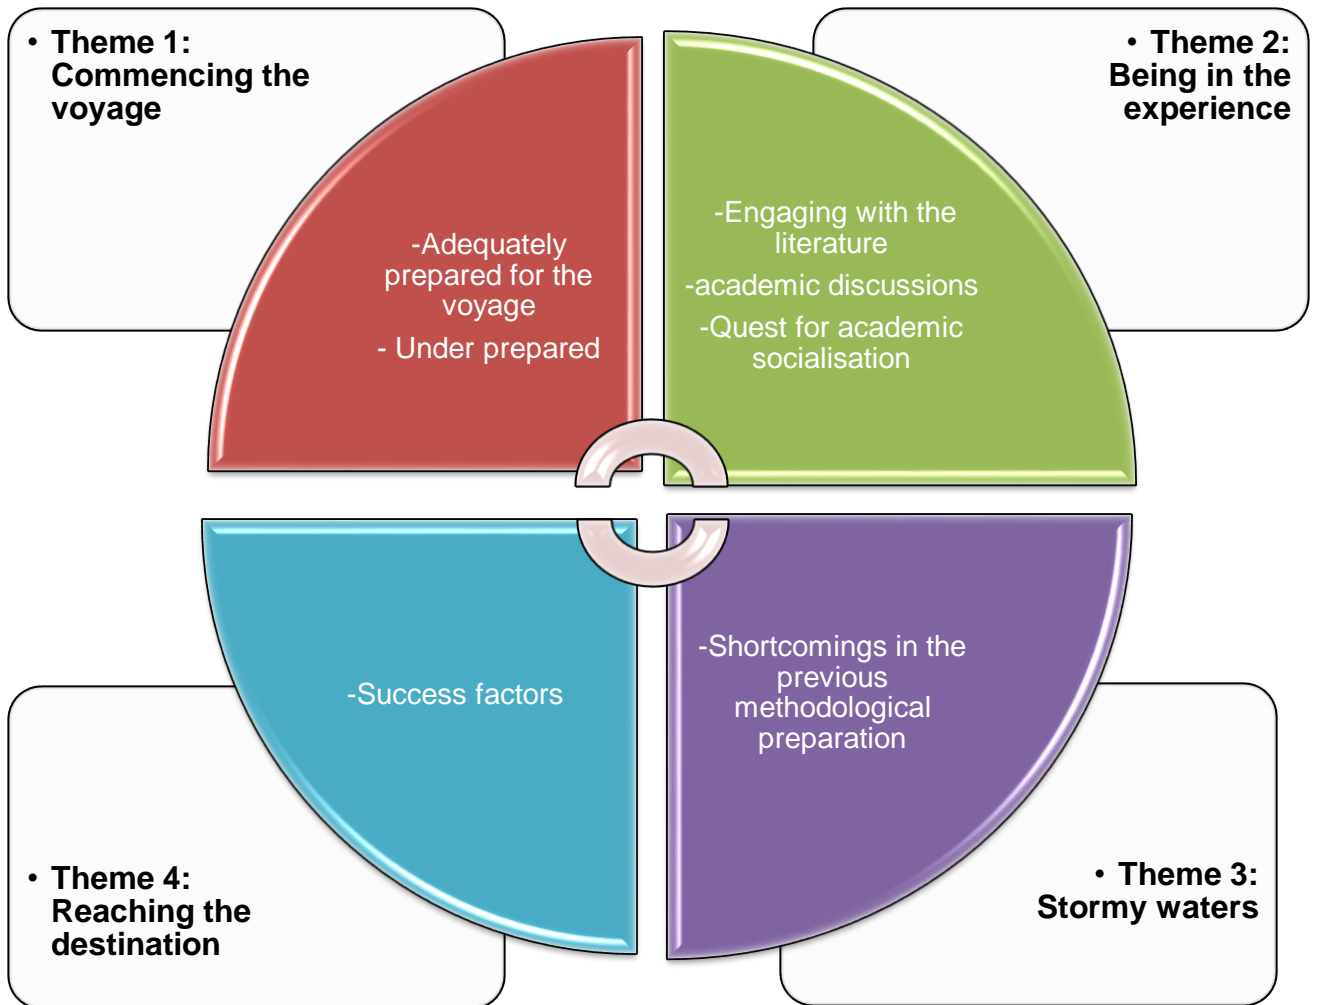 • Theme 1:
Commencing the
voyage
-Adequately
prepared for the
voyage
- Under prepared
• Theme 2:
Being in the
experience
-Engaging with the
literature
-academic discussions
-Quest for academic
socialisation
• Theme 3:
Stormy waters
-Shortcomings in the
previous
methodological
preparation
• Theme 4:
Reaching the
destination
-Success factors